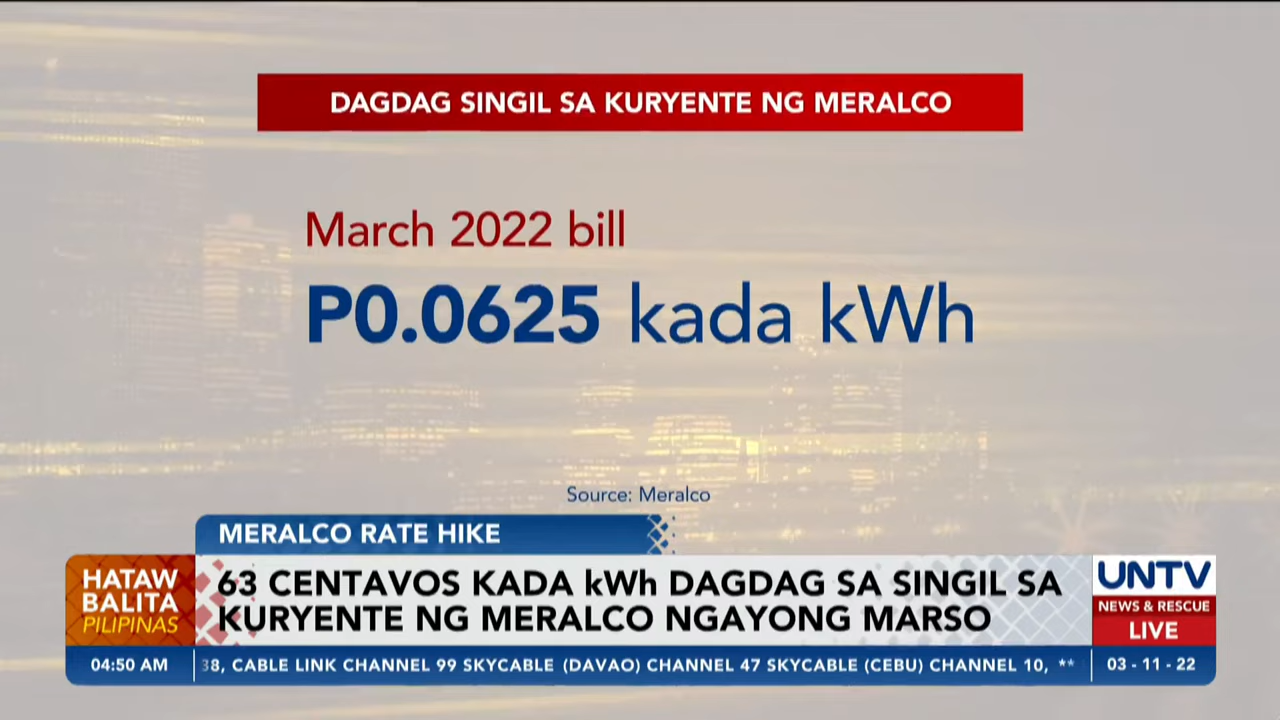 DAGDAG SINGIL SA KURYENTE NG MERALCO
March 2022 bill
P0.0625 kada kWh
Source: Meralco
MERALCO RATE HIKE
HATAW
BALITA
PILIPINAS
63 CENTAVOS KADA kWh DAGDAG SA SINGIL SA
KURYENTE NG MERALCO NGAYONG MARSO
UNTV
NEWS & RESCUE
LIVE
04:50 AM
38, CABLE LINK CHANNEL 99 SKYCABLE (DAVAO) CHANNEL 47 SKYCABLE (CEBU) CHANNEL 10, **
03 - 11 - 22